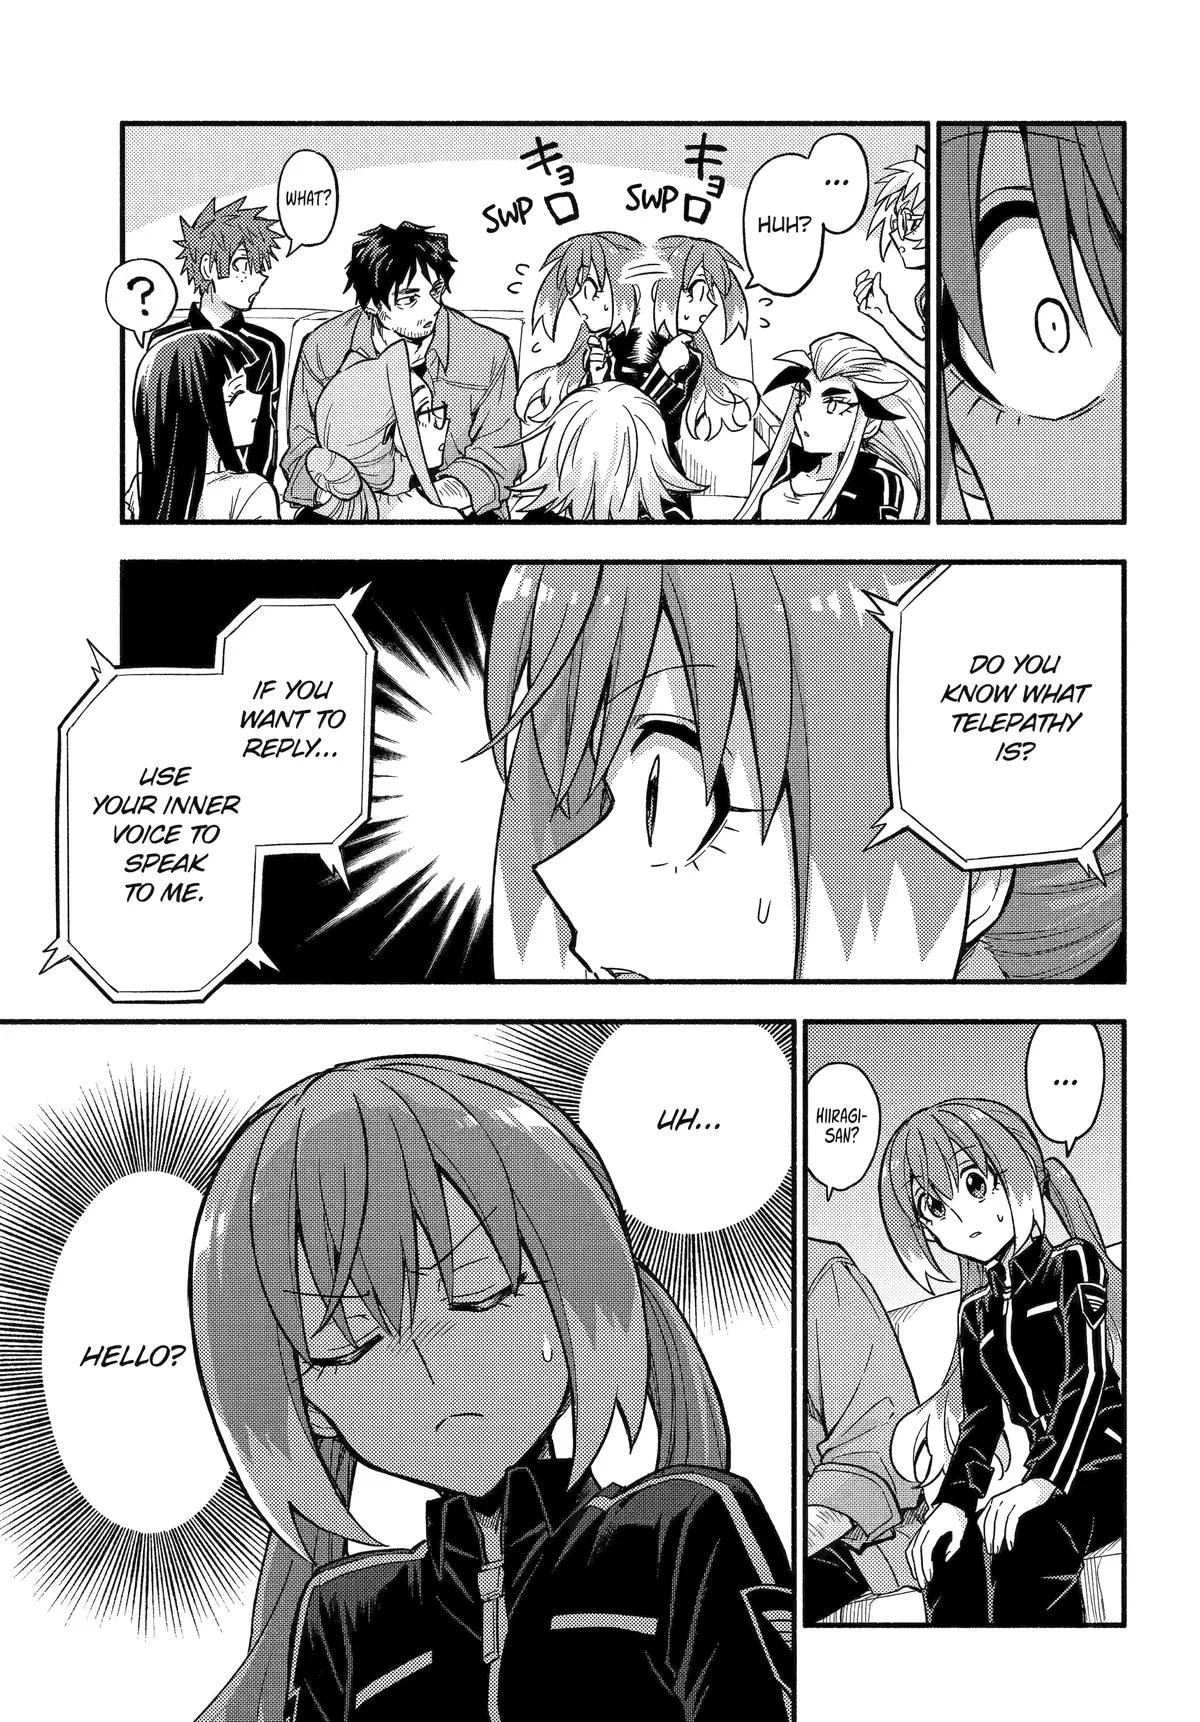 ...
HUH?
キョロ
SWP
キョロ
SWP
WHAT?
?
DO YOU
KNOW WHAT
TELEPATHY
IS?
IF YOU
WANT TO
REPLY...
USE
YOUR INNER
VOICE TO
SPEAK
TO ME.
...
HIIRAGI-
SAN?
UH...
HELLO?